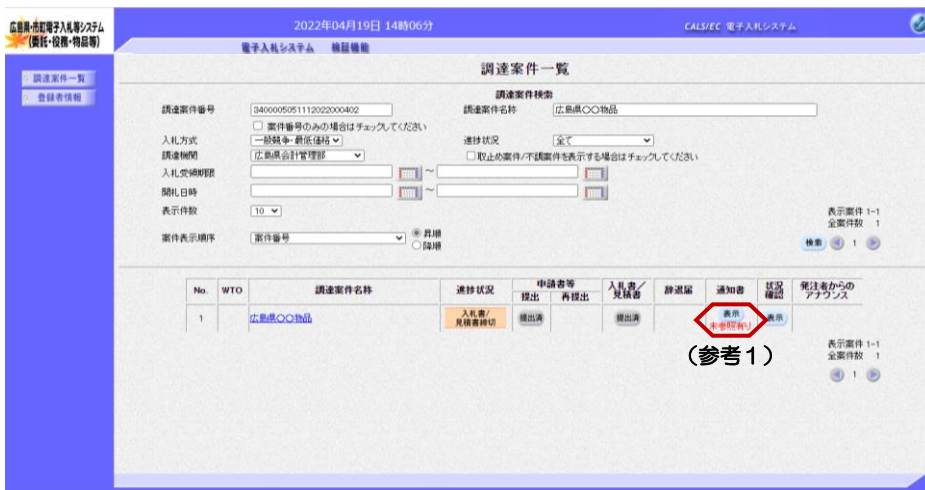 広島県・市町電子入札等システム
(委託・役務・物品等)
2022年04月19日 14時06分
CALS/EC 電子入札システム
電子入札システム 検証機能
調達案件一覧
登録者情報
調達案件一覧
調達案件検索
調達案件番号 3400005051112022000402 調達案件名称 広島県〇〇物品
案件番号のみの場合はチェックしてください
入札方式 一般競争・最低価格 進捗状況 全て
調達機関 広島県会計管理部 取止め案件/不調案件を表示する場合はチェックしてください
入札受領期限 ~
開札日時 ~
表示件数 10
表示案件 1-1
全案件数 1
案件表示順序 案件番号 昇順
降順
検索 1
No. WTO 調達案件名称 進捗状況 申請書等 入札書/見積書 辞退届 通知書 状況確認 発注者からのアナウンス
提出 再提出
1 広島県〇〇物品 入札書/見積書締切 提出済 提出済 表示 表示
未参照有り
(参考1)
表示案件 1-1
全案件数 1
1